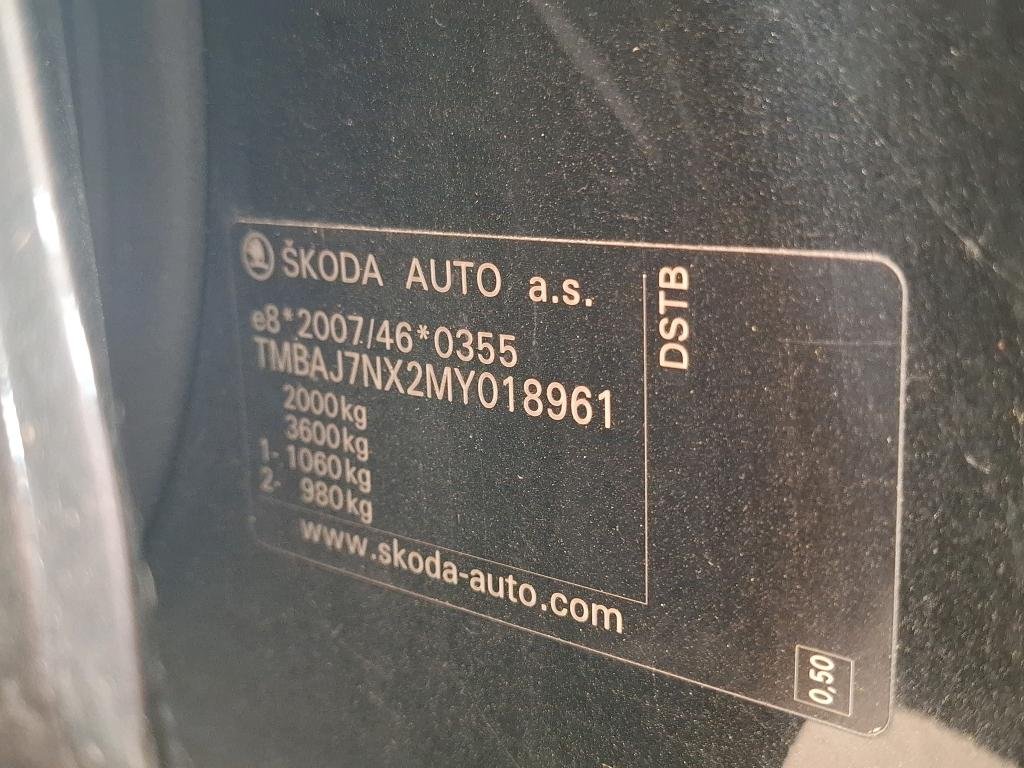 ŠKODA AUTO a.s.
e8*2007/46*0355
TMBAJ7NX2MY018961
2000kg
3600kg
1- 1060kg
2- 980kg
www.skoda-auto.com
DSTB
0,50